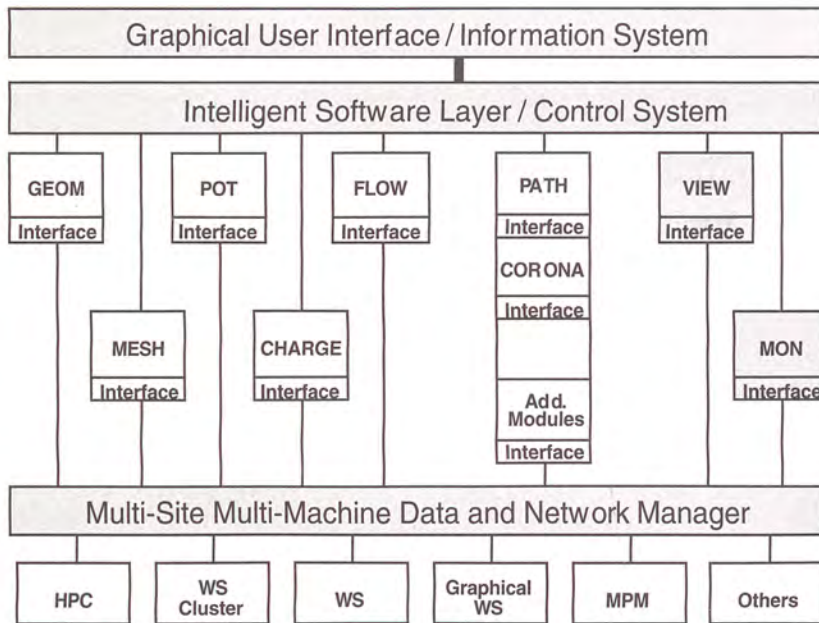 Graphical User Interface / Information System
Intelligent Software Layer / Control System
GEOM
Interface
POT
Interface
FLOW
Interface
PATH
Interface
CORONA
Interface
VIEW
Interface
MESH
Interface
CHARGE
Interface
Add.
Modules
Interface
MON
Interface
Multi-Site Multi-Machine Data and Network Manager
HPC
WS
Cluster
WS
Graphical
WS
MPM
Others